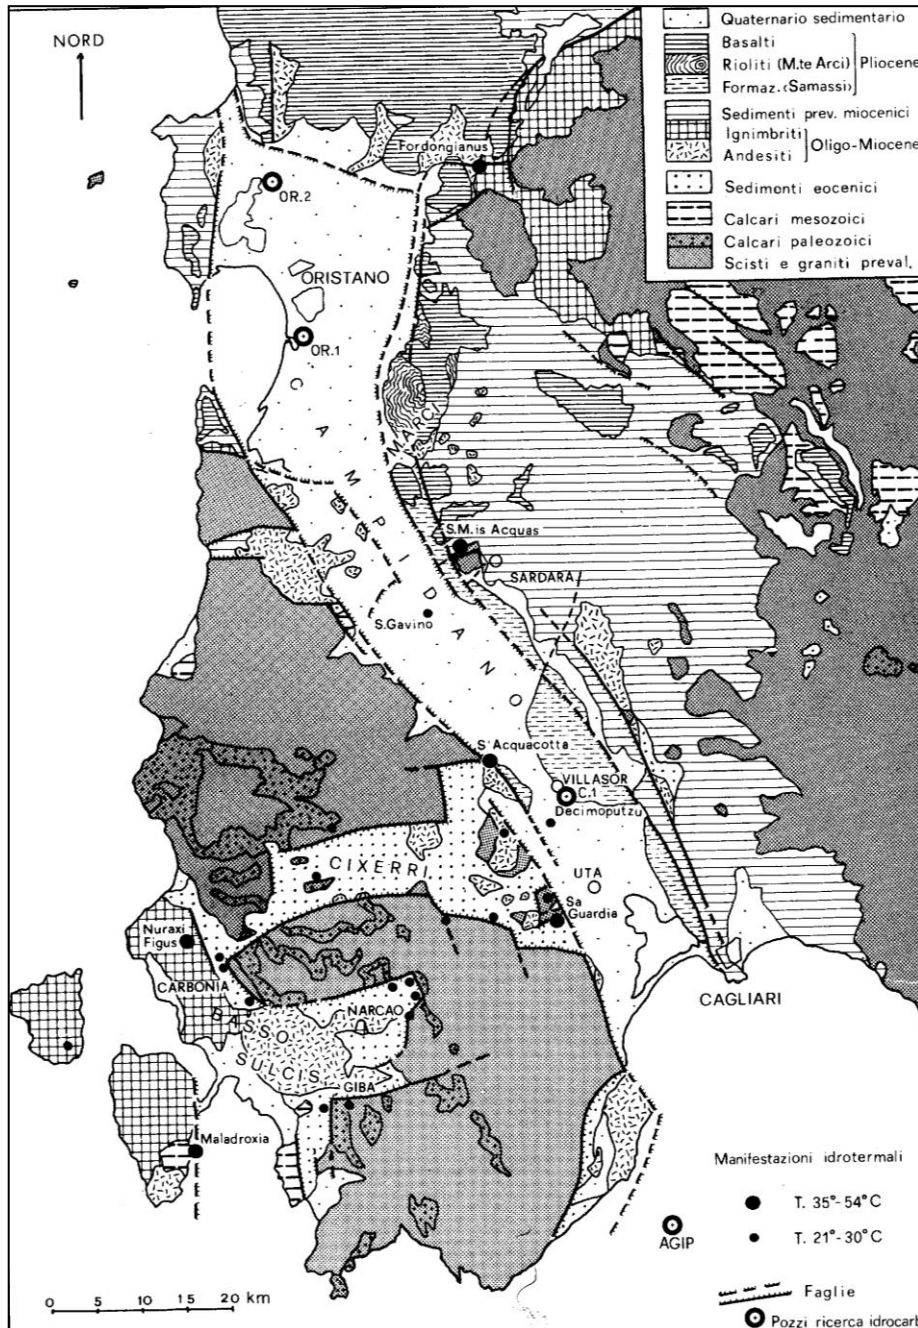 NORD
Quaternario sedimentario
Basalti
Rioliti (M.te Arci)
Pliocene
Formaz. <Samassi>
Sedimenti prev. miocenici
Ignimbriti
Oligo-Miocene
Andesiti
Sedimenti eocenici
Calcari mesozoici
Calcari paleozoici
Scisti e graniti preval.
Fordongianus
OR.2
ORISTANO
OR.1
M. ARCI
CAMPIDANO
S.M. is Acquas
SARDARA
S.Gavino
S'Acquacotta
VILLASOR
C.1
Decimoputzu
CIXERRI
UTA
Sa
Guardia
Nuraxi
Figus
CARBONIA
NARCAO
CAGLIARI
BASSO
SULCIS
GIBA
Maladroxia
Manifestazioni idrotermali
T. 35°-54°C
T. 21°-30°C
AGIP
Faglie
Pozzi ricerca idrocarb
0 5 10 15 20 km